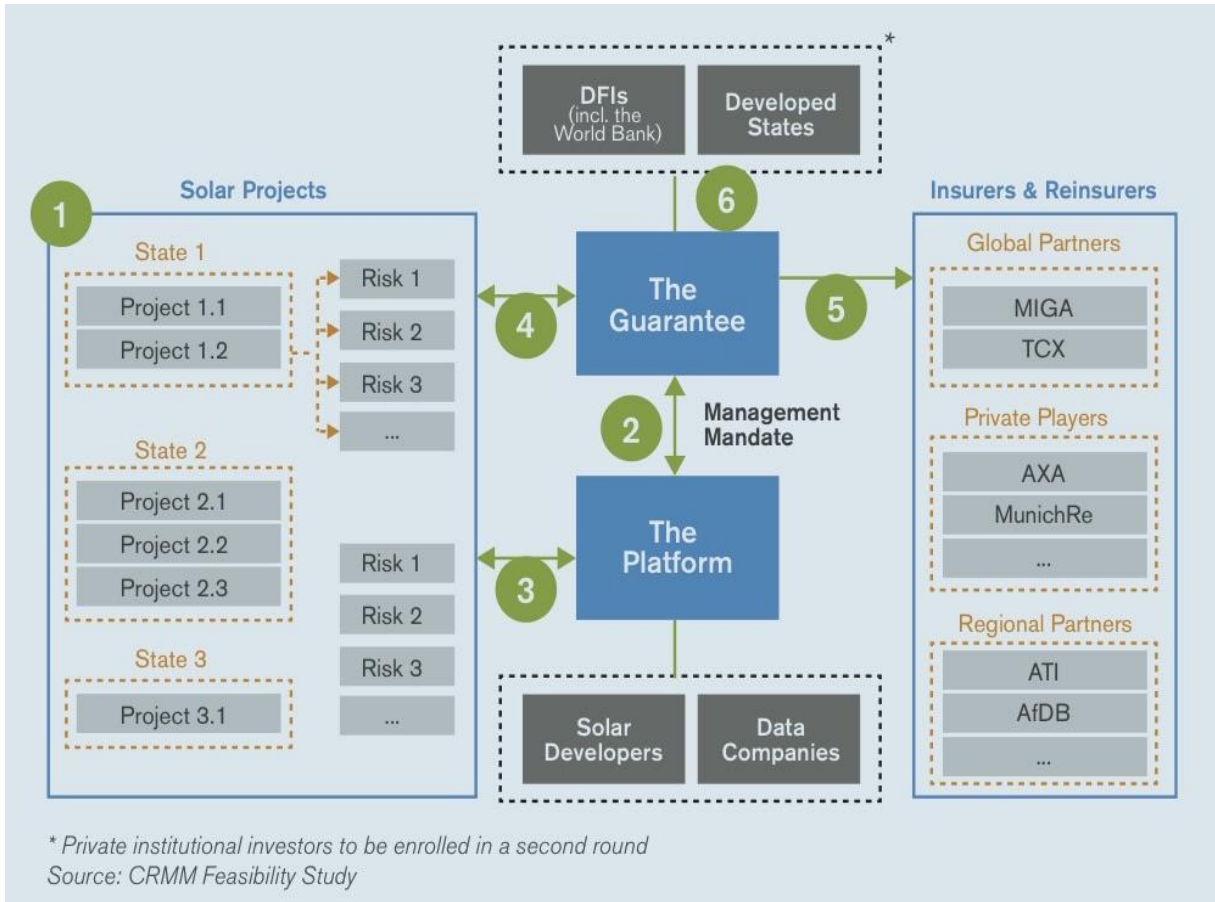 *
DFIs
(incl. the
World Bank)
Developed
States
6
Solar Projects
1
State 1
Project 1.1
Project 1.2
Risk 1
Risk 2
Risk 3
...
State 2
Project 2.1
Project 2.2
Project 2.3
Risk 1
Risk 2
Risk 3
...
State 3
Project 3.1
4
The
Guarantee
5
2
Management
Mandate
3
The
Platform
Solar
Developers
Data
Companies
Insurers & Reinsurers
Global Partners
MIGA
TCX
Private Players
AXA
MunichRe
...
Regional Partners
ATI
AfDB
...
* Private institutional investors to be enrolled in a second round
Source: CRMM Feasibility Study